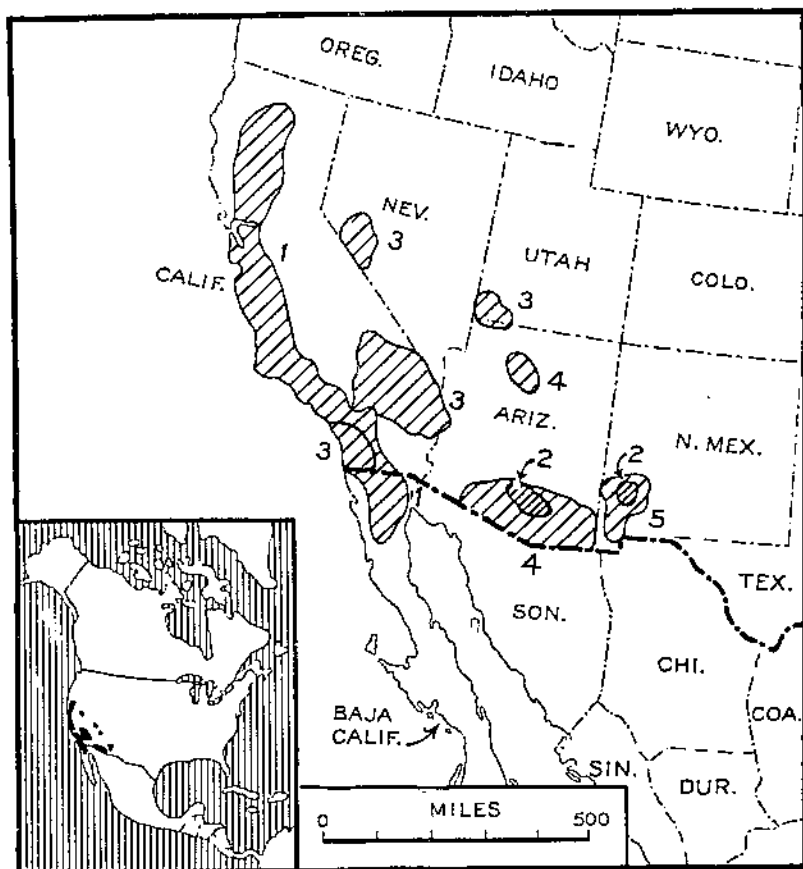 OREG.
IDAHO
WYO.
NEV.
3
1
UTAH
CALIF.
COLO.
3
4
3
ARIZ.
N. MEX.
3
2
2
1
5
4
TEX.
SON.
CHI.
BAJA
CALIF.
COA.
SIN.
DUR.
MILES
0 500